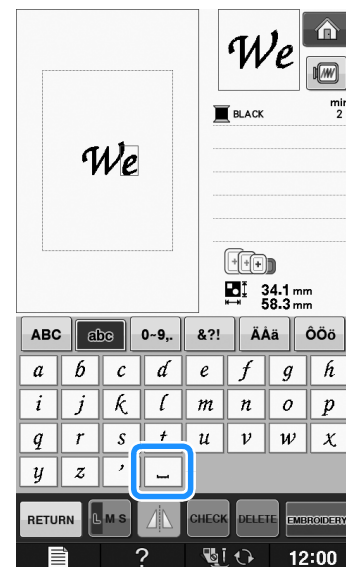 We
min
BLACK 2
We
34.1 mm
58.3 mm
ABC abc 0~9,. &?! ÄÅä ÔÖö
a b c d e f g h
i j k l m n o p
q r s t u v w x
y z ’ ⎵
RETURN L M S CHECK DELETE EMBROIDERY
? 12:00